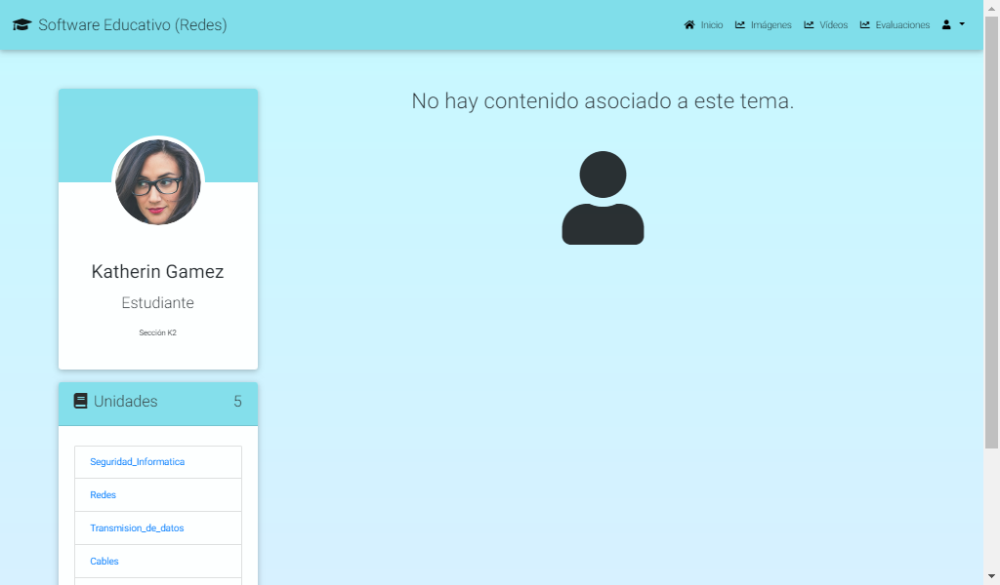 Software Educativo (Redes)
Inicio
Imágenes
Vídeos
Evaluaciones
No hay contenido asociado a este tema.
Katherin Gamez
Estudiante
Sección K2
Unidades 5
Seguridad_Informatica
Redes
Transmision_de_datos
Cables